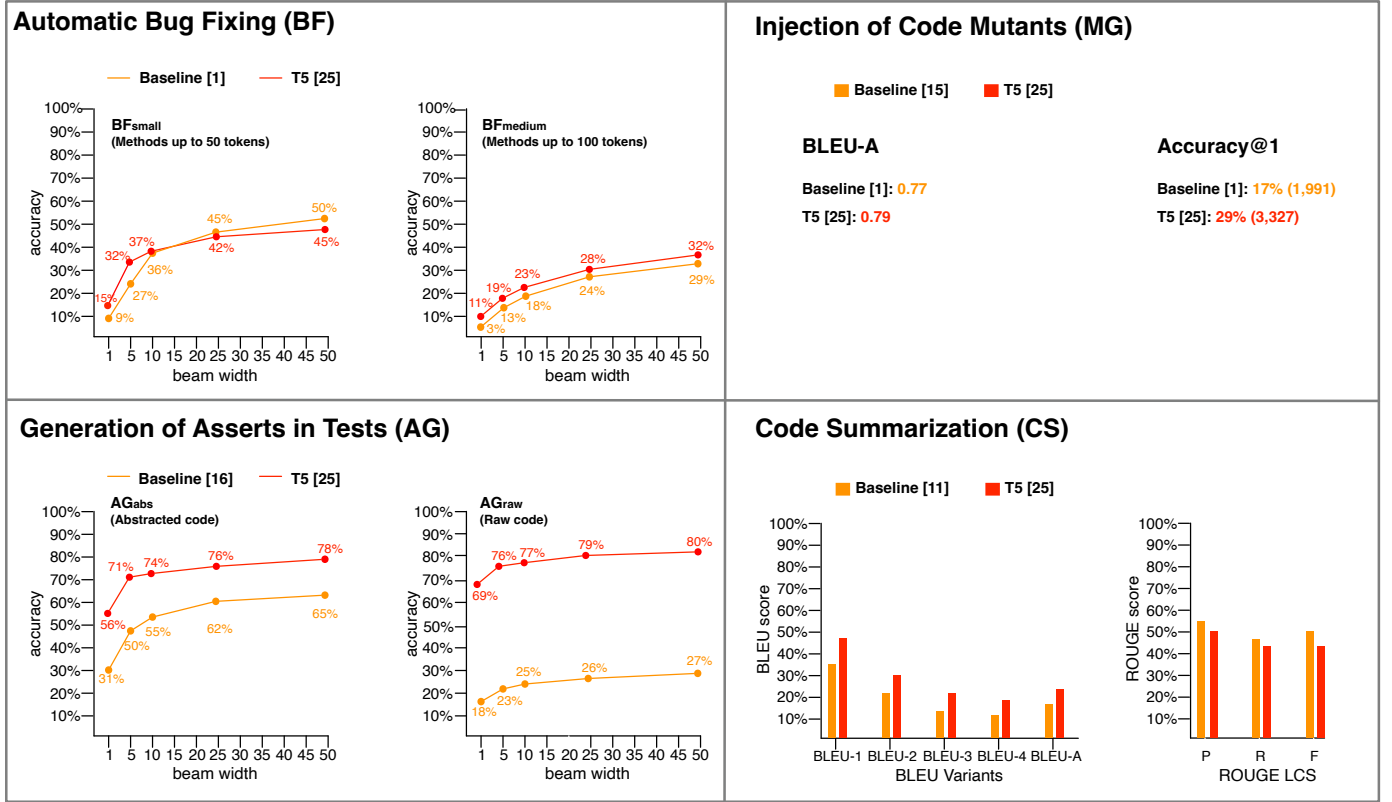 Automatic Bug Fixing (BF)
Baseline [1]
T5 [25]
BFsmall
(Methods up to 50 tokens)
100%
90%
80%
70%
60%
50%
40%
30%
20%
10%
accuracy
15%
32%
37%
42%
45%
9%
27%
36%
45%
50%
1 5 10 15 20 25 30 35 40 45 50
beam width
BFmedium
(Methods up to 100 tokens)
100%
90%
80%
70%
60%
50%
40%
30%
20%
10%
accuracy
11%
19%
23%
28%
32%
3%
13%
18%
24%
29%
1 5 10 15 20 25 30 35 40 45 50
beam width
Injection of Code Mutants (MG)
Baseline [15]
T5 [25]
BLEU-A
Baseline [1]: 0.77
T5 [25]: 0.79
Accuracy@1
Baseline [1]: 17% (1,991)
T5 [25]: 29% (3,327)
Generation of Asserts in Tests (AG)
Baseline [16]
T5 [25]
AGabs
(Abstracted code)
100%
90%
80%
70%
60%
50%
40%
30%
20%
10%
accuracy
56%
71%
74%
76%
78%
31%
50%
55%
62%
65%
1 5 10 15 20 25 30 35 40 45 50
beam width
AGraw
(Raw code)
100%
90%
80%
70%
60%
50%
40%
30%
20%
10%
accuracy
69%
76%
77%
79%
80%
18%
23%
25%
26%
27%
1 5 10 15 20 25 30 35 40 45 50
beam width
Code Summarization (CS)
Baseline [11]
T5 [25]
100%
90%
80%
70%
60%
50%
40%
30%
20%
10%
BLEU score
BLEU-1 BLEU-2 BLEU-3 BLEU-4 BLEU-A
BLEU Variants
100%
90%
80%
70%
60%
50%
40%
30%
20%
10%
ROUGE score
P R F
ROUGE LCS